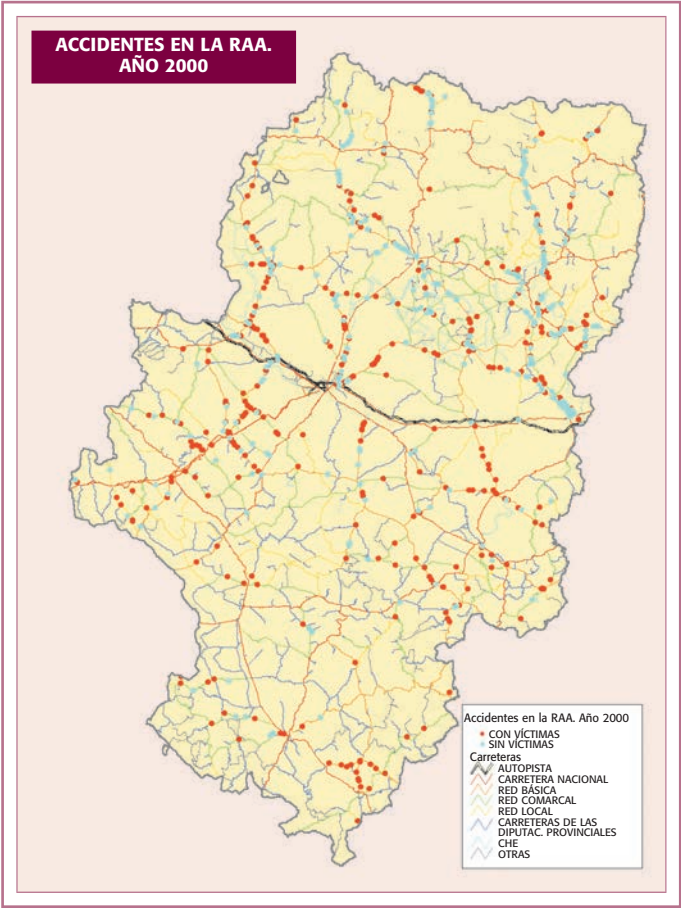 ACCIDENTES EN LA RAA.
AÑO 2000
Accidentes en la RAA. Año 2000
CON VÍCTIMAS
SIN VÍCTIMAS
Carreteras
AUTOPISTA
CARRETERA NACIONAL
RED BÁSICA
RED COMARCAL
RED LOCAL
CARRETERAS DE LAS
DIPUTAC. PROVINCIALES
CHE
OTRAS